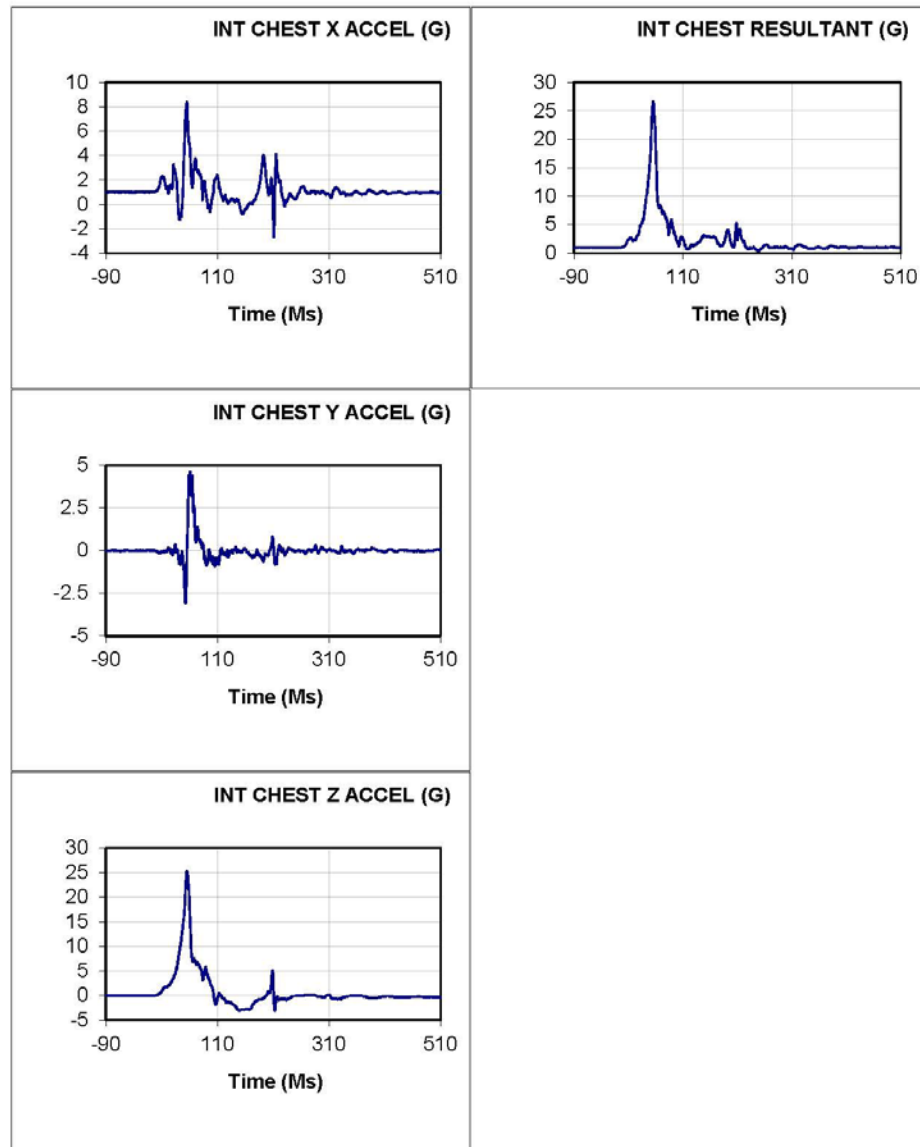 INT CHEST X ACCEL (G)
10
8
6
4
2
0
-2
-4
-90 110 310 510
Time (Ms)
INT CHEST RESULTANT (G)
30
25
20
15
10
5
0
-90 110 310 510
Time (Ms)
INT CHEST Y ACCEL (G)
5
2.5
0
-2.5
-5
-90 110 310 510
Time (Ms)
INT CHEST Z ACCEL (G)
30
25
20
15
10
5
0
-5
-90 110 310 510
Time (Ms)